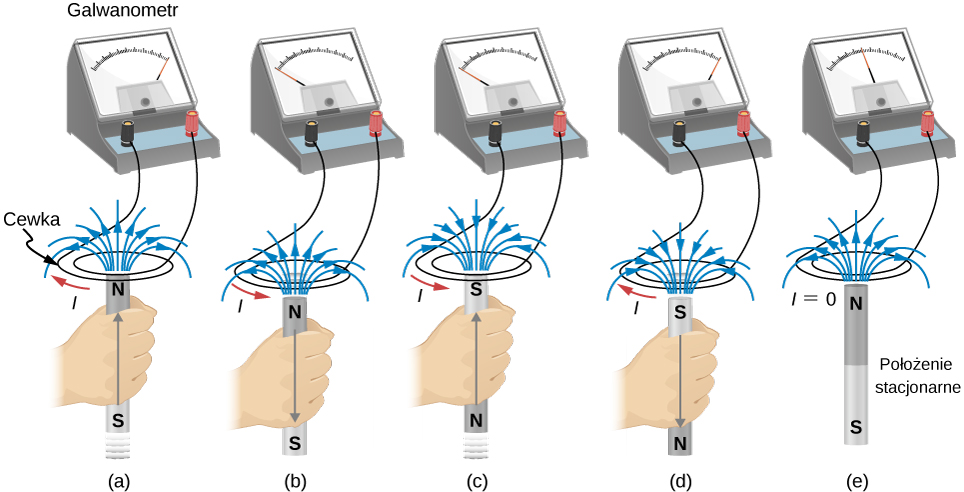 Galwanometr
Cewka
I
N
S
(a)
I
N
S
(b)
I
S
N
(c)
I
S
N
(d)
I = 0
N
Położenie
stacjonarne
S
(e)